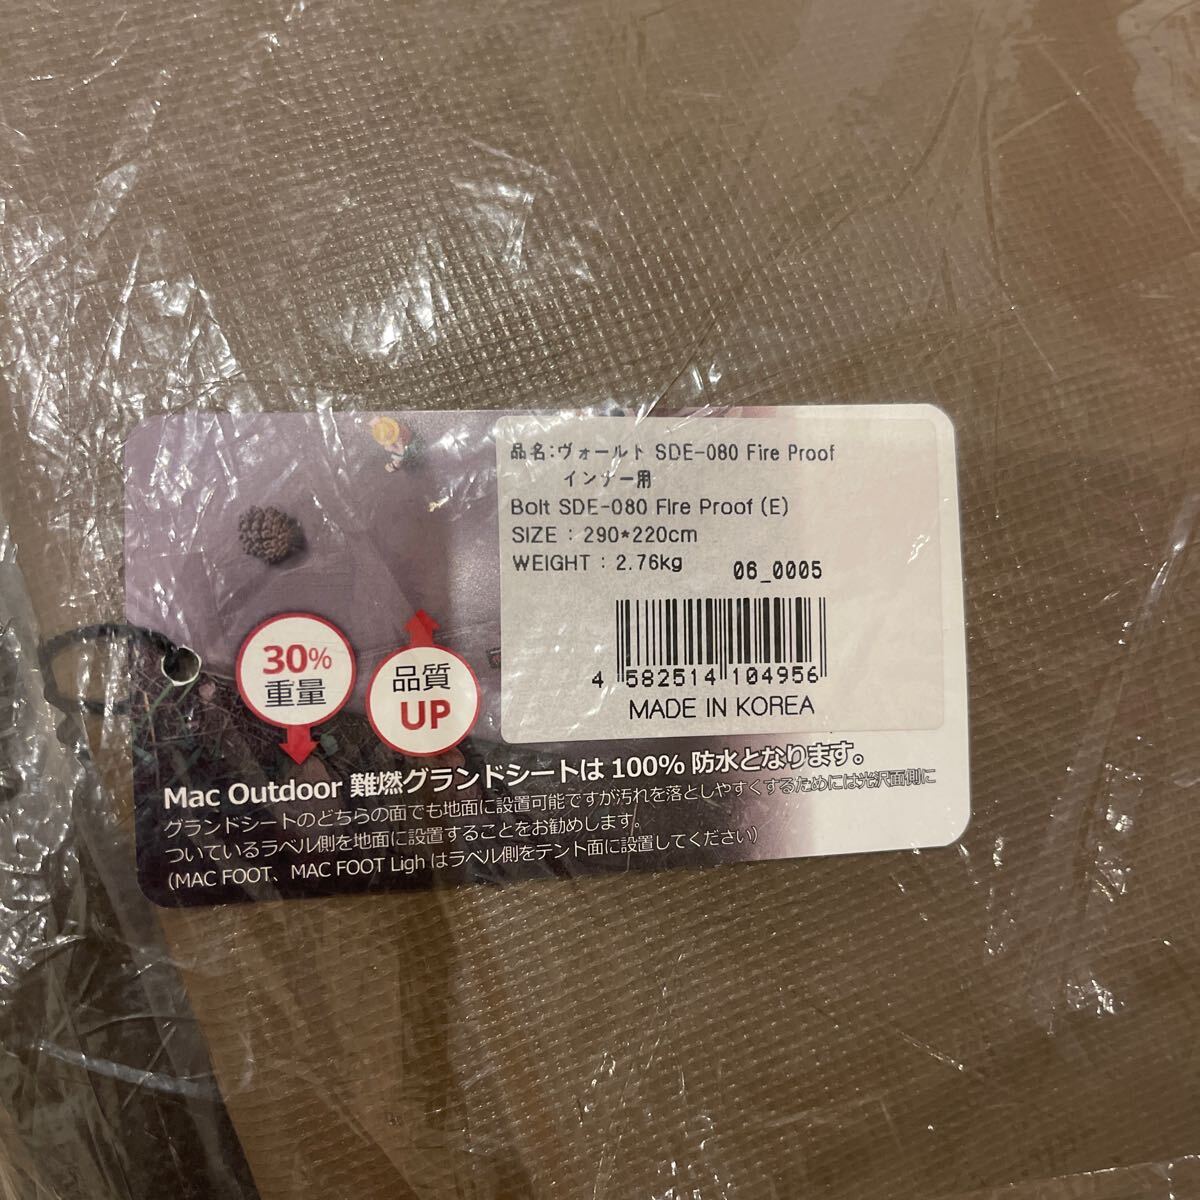 品名:ヴォールト SDE-080 Fire Proof
インナー用
Bolt SDE-080 FIre Proof (E)
SIZE : 290*220cm
WEIGHT : 2.76kg
06_0005
4 582514 104956
MADE IN KOREA
30%
重量
品質
UP
Mac Outdoor 難燃グランドシートは 100% 防水となります。
グランドシートのどちらの面でも地面に設置可能ですが汚れを落としやすくするためには光沢面側に
ついているラベル側を地面に設置することをお勧めします。
(MAC FOOT、MAC FOOT Ligh はラベル側をテント面に設置してください)